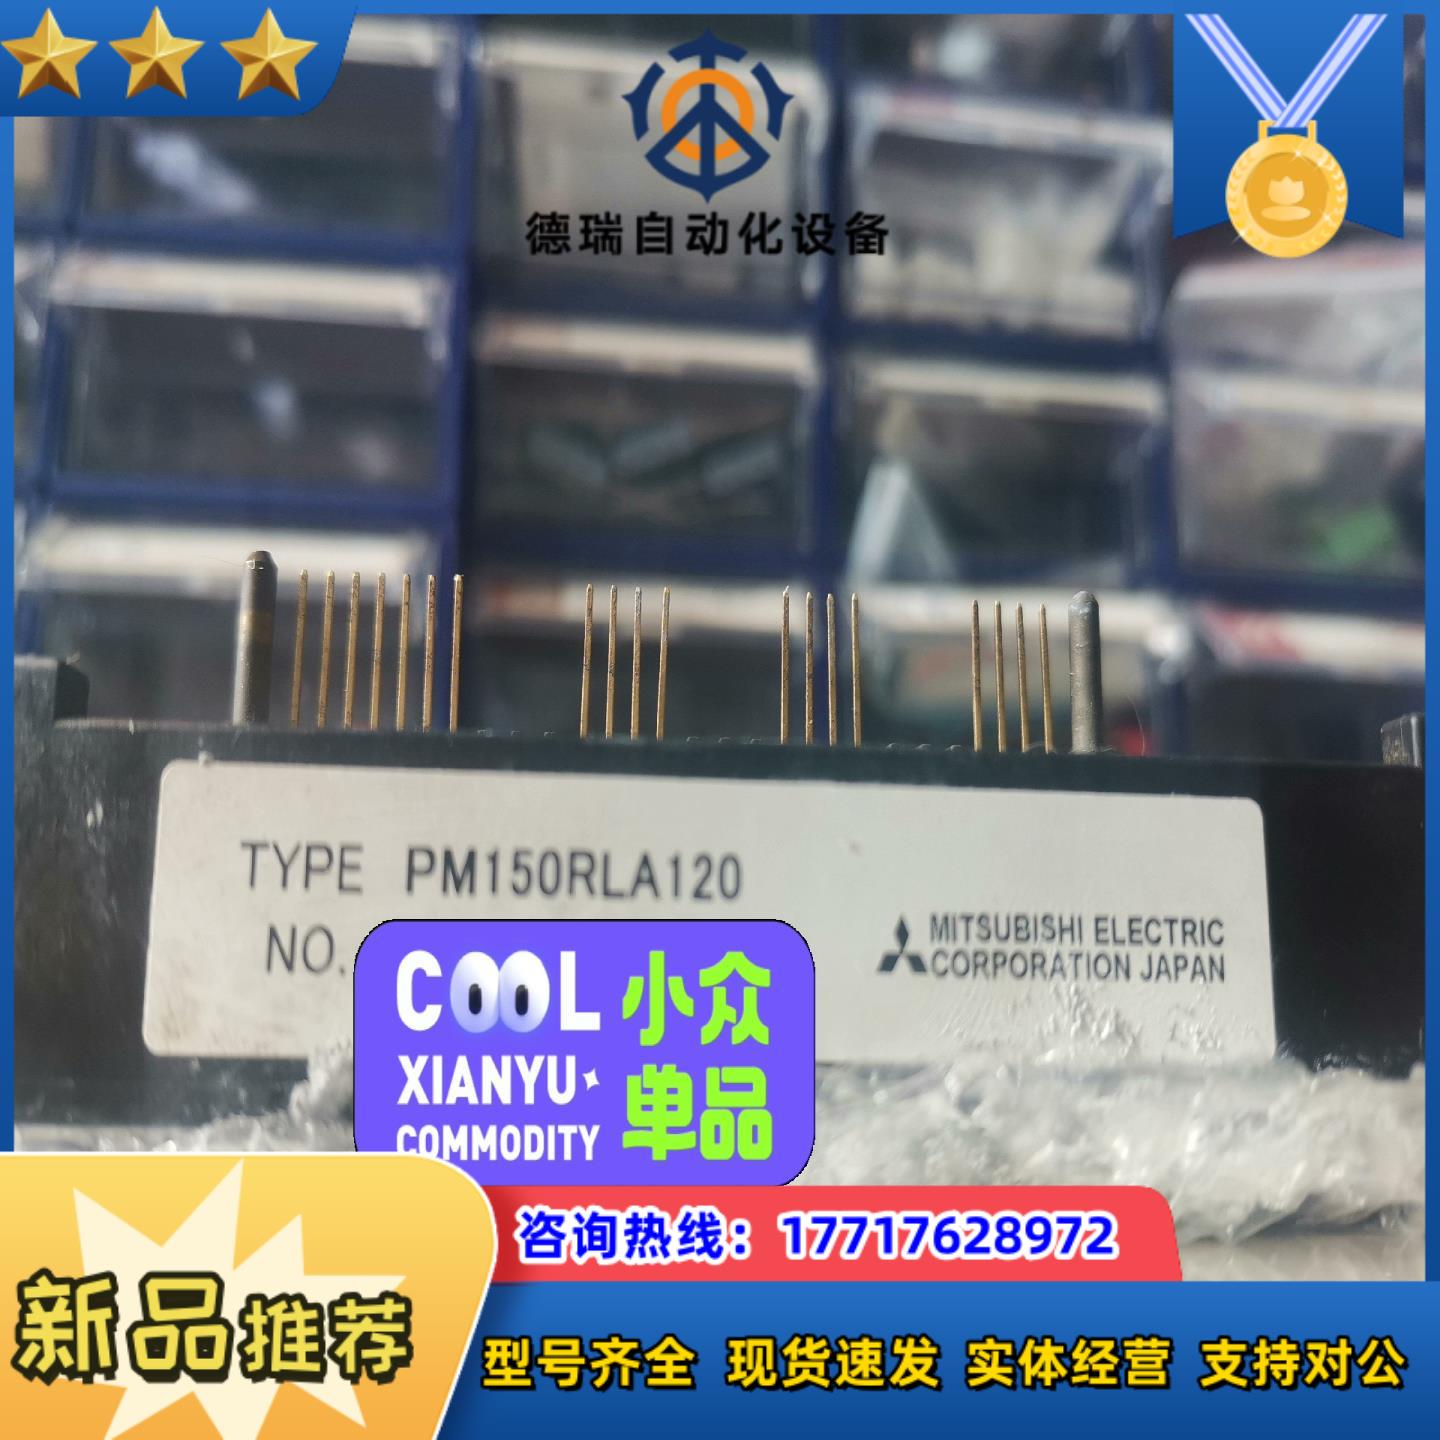 德瑞自动化设备
TYPE PM150RLA120
NO.
MITSUBISHI ELECTRIC
CORPORATION JAPAN
COOL 小众
XIANYU 单品
COMMODITY
咨询热线：17717628972
新品推荐
型号齐全 现货速发 实体经营 支持对公